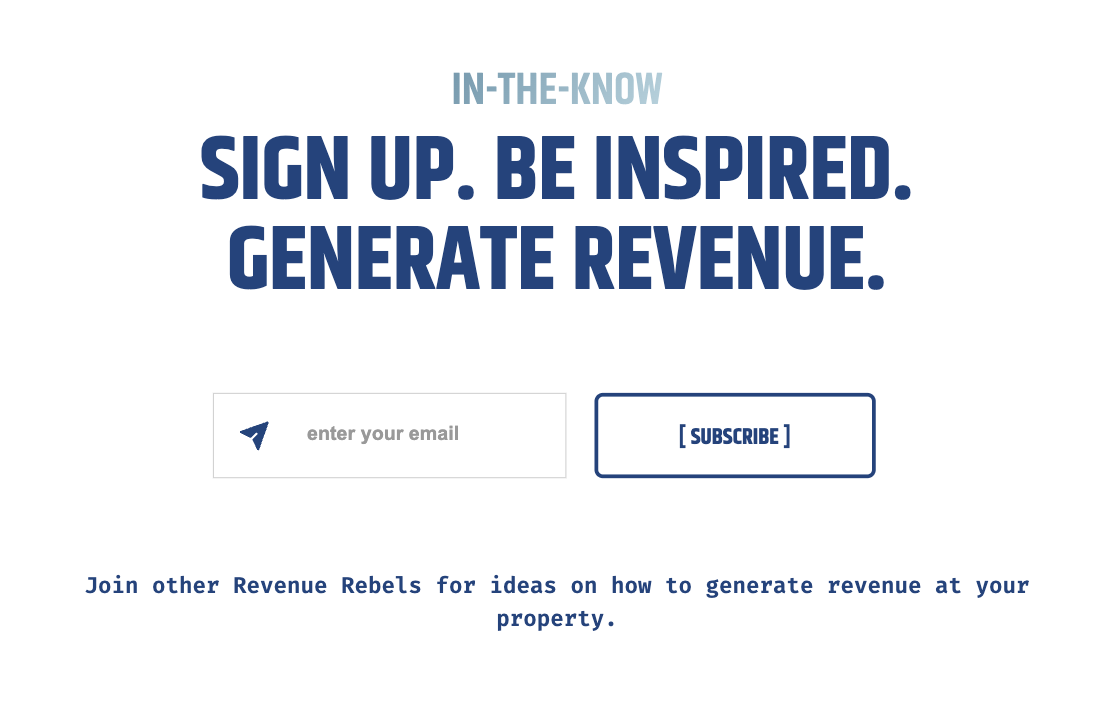 IN-THE-KNOW
SIGN UP. BE INSPIRED.
GENERATE REVENUE.
enter your email
[ SUBSCRIBE ]
Join other Revenue Rebels for ideas on how to generate revenue at your
property.